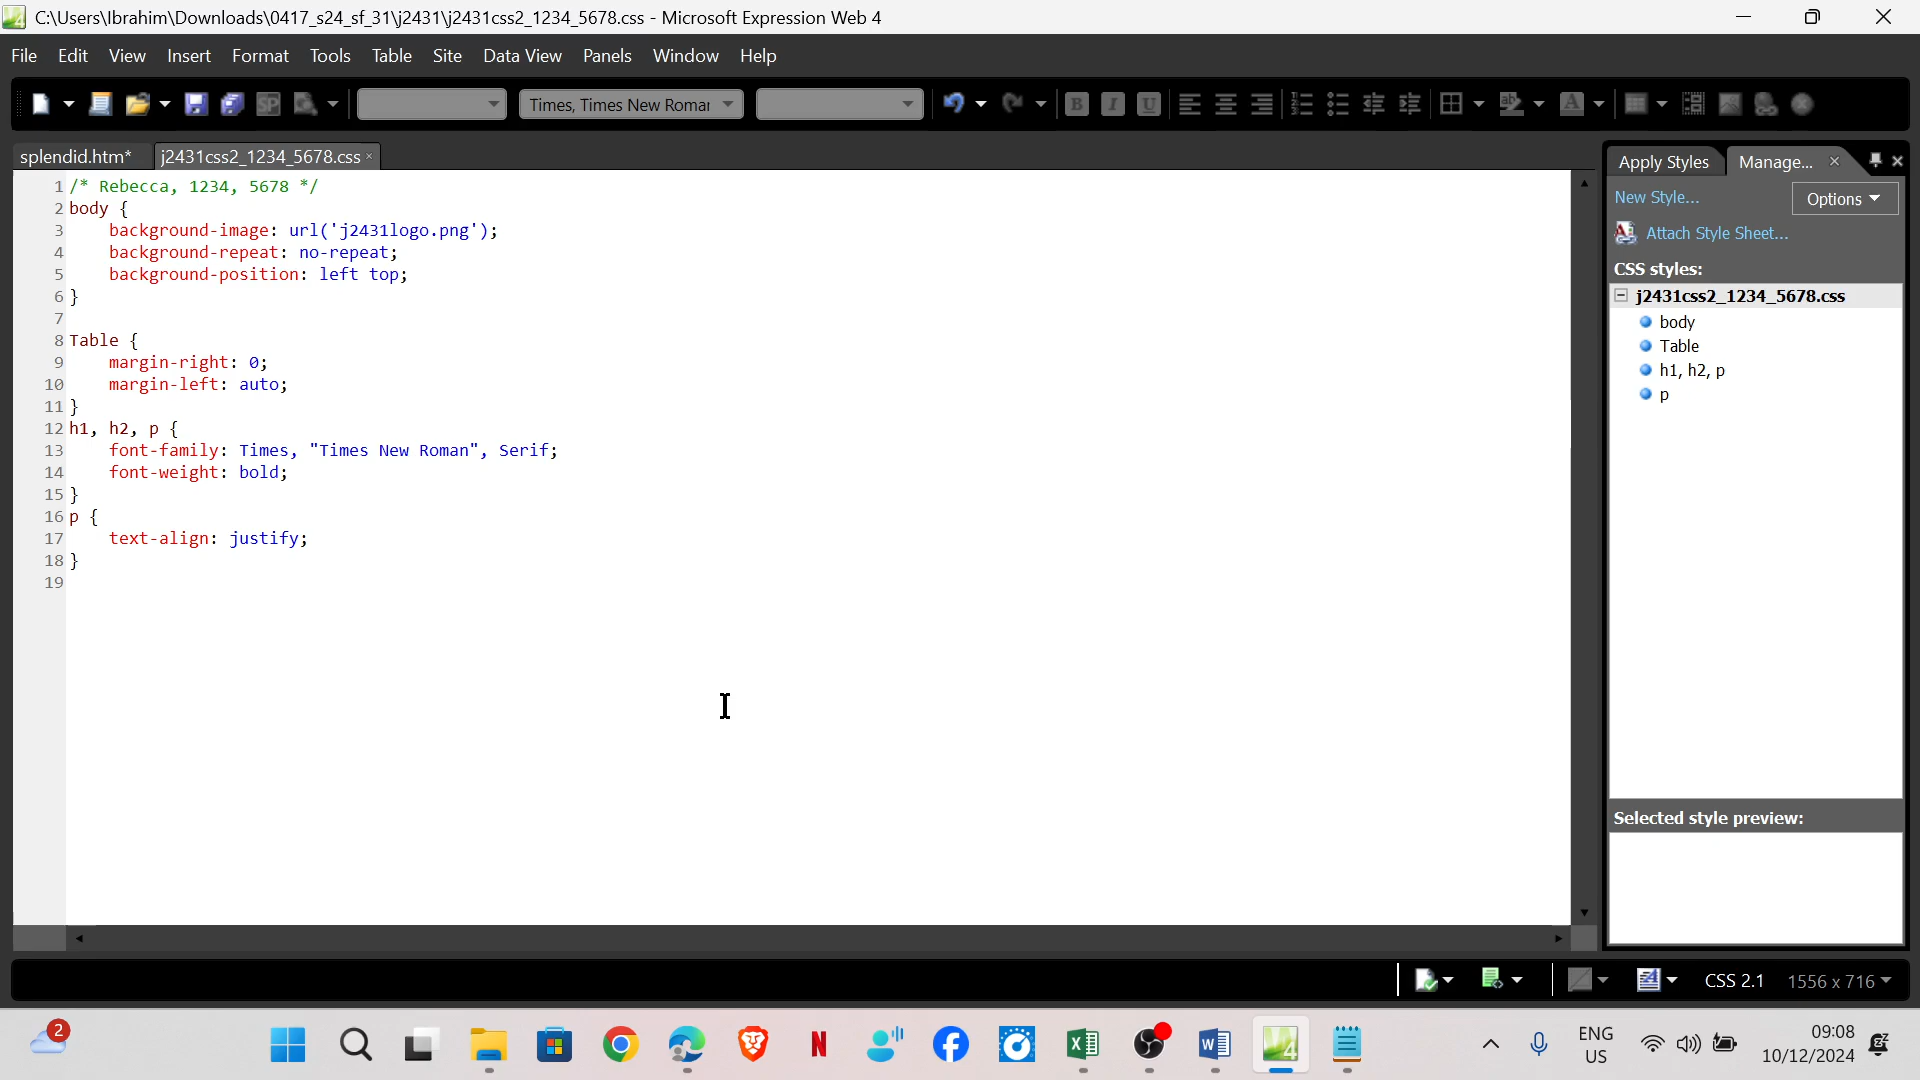 C:\Users\Ibrahim\Downloads\0417_s24_sf_31\j2431\j2431css2_1234_5678.css - Microsoft Expression Web 4
File Edit View Insert Format Tools Table Site Data View Panels Window Help
Times, Times New Roman
splendid.htm* j2431css2_1234_5678.css ×
1 /* Rebecca, 1234, 5678 */
2 body {
3 background-image: url('j2431logo.png');
4 background-repeat: no-repeat;
5 background-position: left top;
6 }
7
8 Table {
9 margin-right: 0;
10 margin-left: auto;
11 }
12 h1, h2, p {
13 font-family: Times, "Times New Roman", Serif;
14 font-weight: bold;
15 }
16 p {
17 text-align: justify;
18 }
19
Apply Styles Manage...
New Style... Options
Attach Style Sheet...
CSS styles:
j2431css2_1234_5678.css
body
Table
h1, h2, p
p
Selected style preview:
CSS 2.1 1556 x 716
2
ENG
US
09:08
10/12/2024